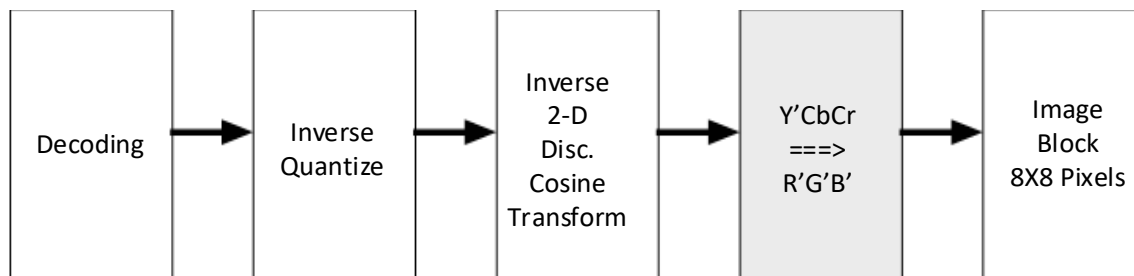 Decoding
Inverse
Quantize
Inverse
2-D
Disc.
Cosine
Transform
Y’CbCr
===>
R’G’B’
Image
Block
8X8 Pixels